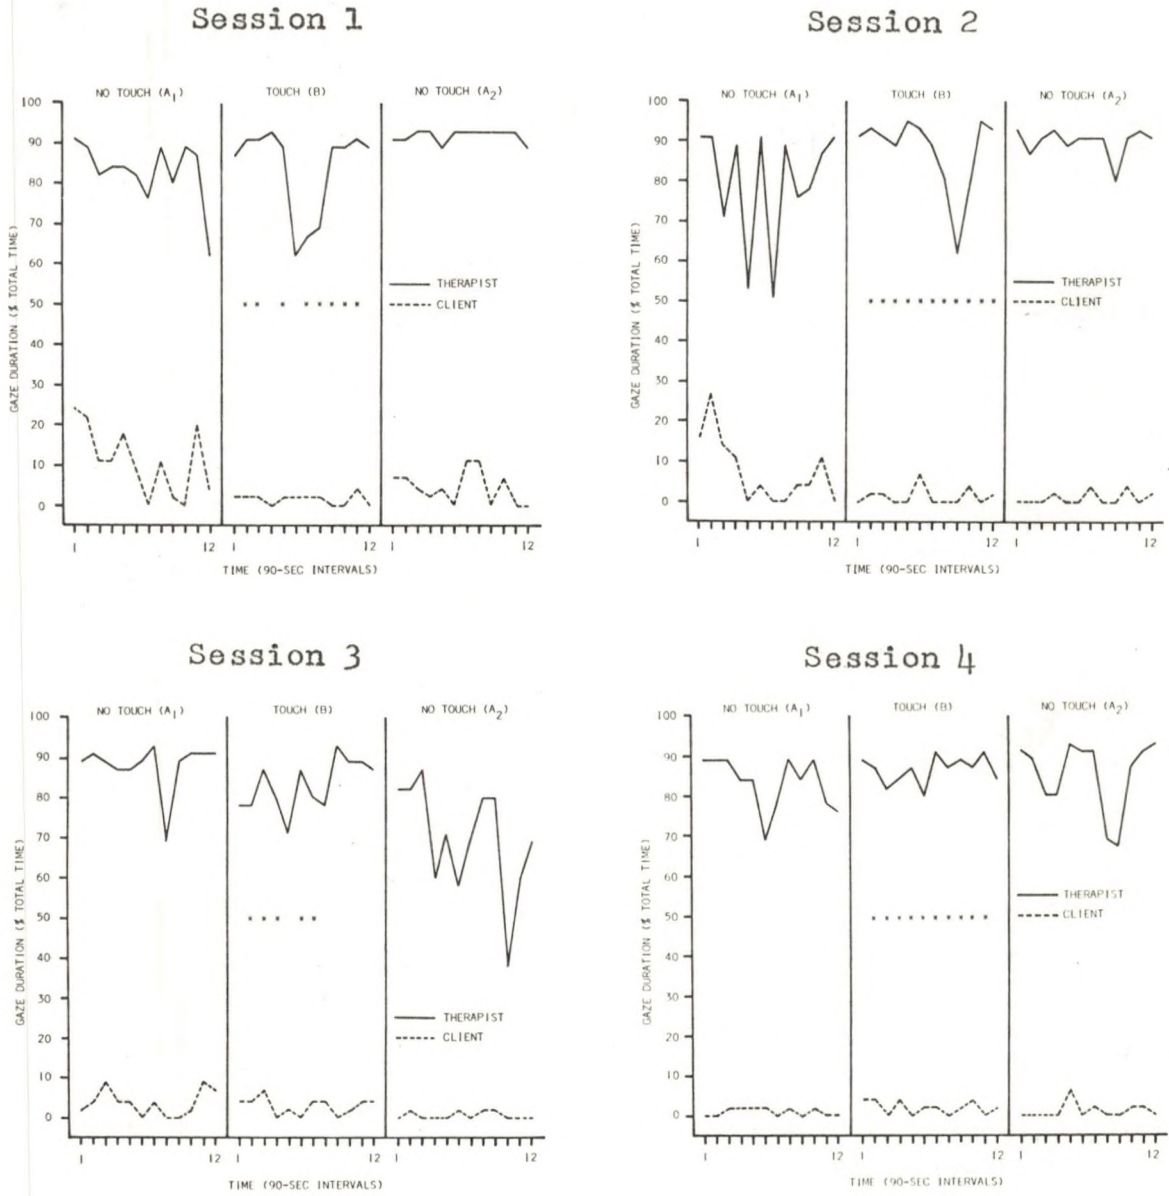 Session 1
NO TOUCH (A1)
TOUCH (B)
NO TOUCH (A2)
100
90
80
70
60
50
40
30
20
10
0
GAZE DURATION (% TOTAL TIME)
THERAPIST
CLIENT
1
12
1
12
1
12
TIME (90-SEC INTERVALS)
Session 2
NO TOUCH (A1)
TOUCH (B)
NO TOUCH (A2)
100
90
80
70
60
50
40
30
20
10
0
GAZE DURATION (% TOTAL TIME)
THERAPIST
CLIENT
1
12
1
12
1
12
TIME (90-SEC INTERVALS)
Session 3
NO TOUCH (A1)
TOUCH (B)
NO TOUCH (A2)
100
90
80
70
60
50
40
30
20
10
0
GAZE DURATION (% TOTAL TIME)
THERAPIST
CLIENT
1
12
1
12
1
12
TIME (90-SEC INTERVALS)
Session 4
NO TOUCH (A1)
TOUCH (B)
NO TOUCH (A2)
100
90
80
70
60
50
40
30
20
10
0
GAZE DURATION (% TOTAL TIME)
THERAPIST
CLIENT
1
12
1
12
1
12
TIME (90-SEC INTERVALS)